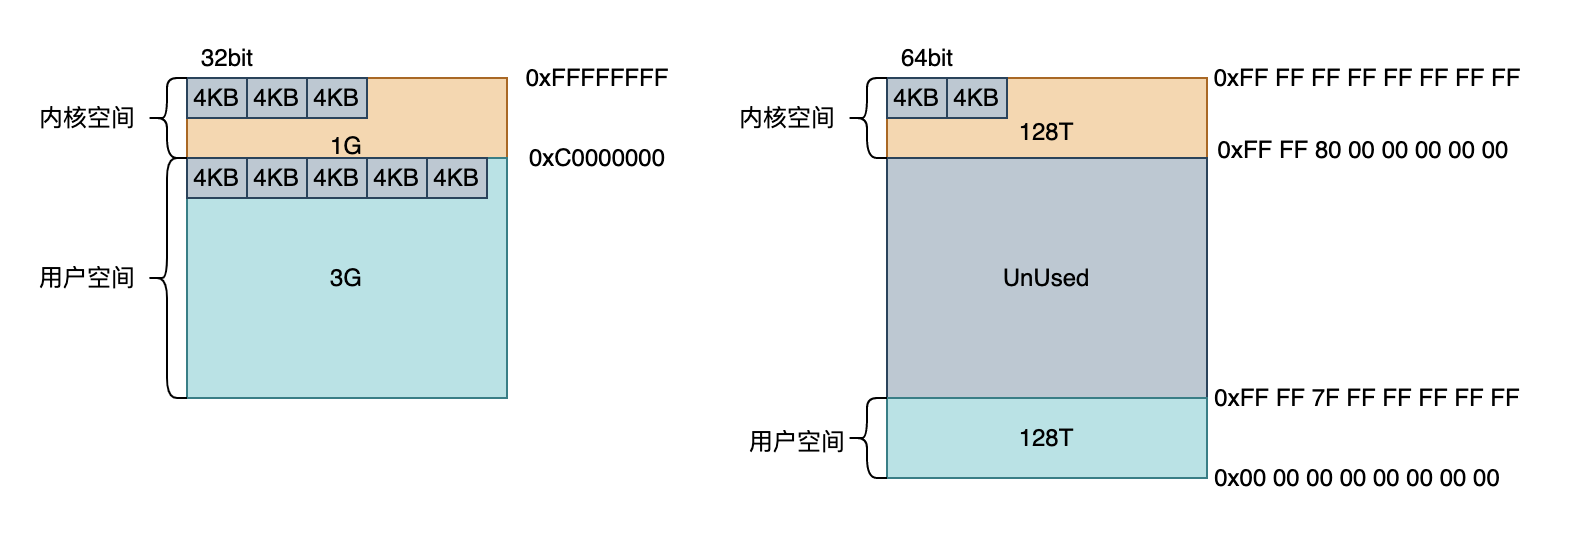 32bit
0xFFFFFFFF
4KB 4KB 4KB
内核空间
1G
0xC0000000
4KB 4KB 4KB 4KB 4KB
用户空间
3G
64bit
0xFF FF FF FF FF FF FF FF
4KB 4KB
内核空间
128T
0xFF FF 80 00 00 00 00 00
UnUsed
0xFF FF 7F FF FF FF FF FF
用户空间
128T
0x00 00 00 00 00 00 00 00